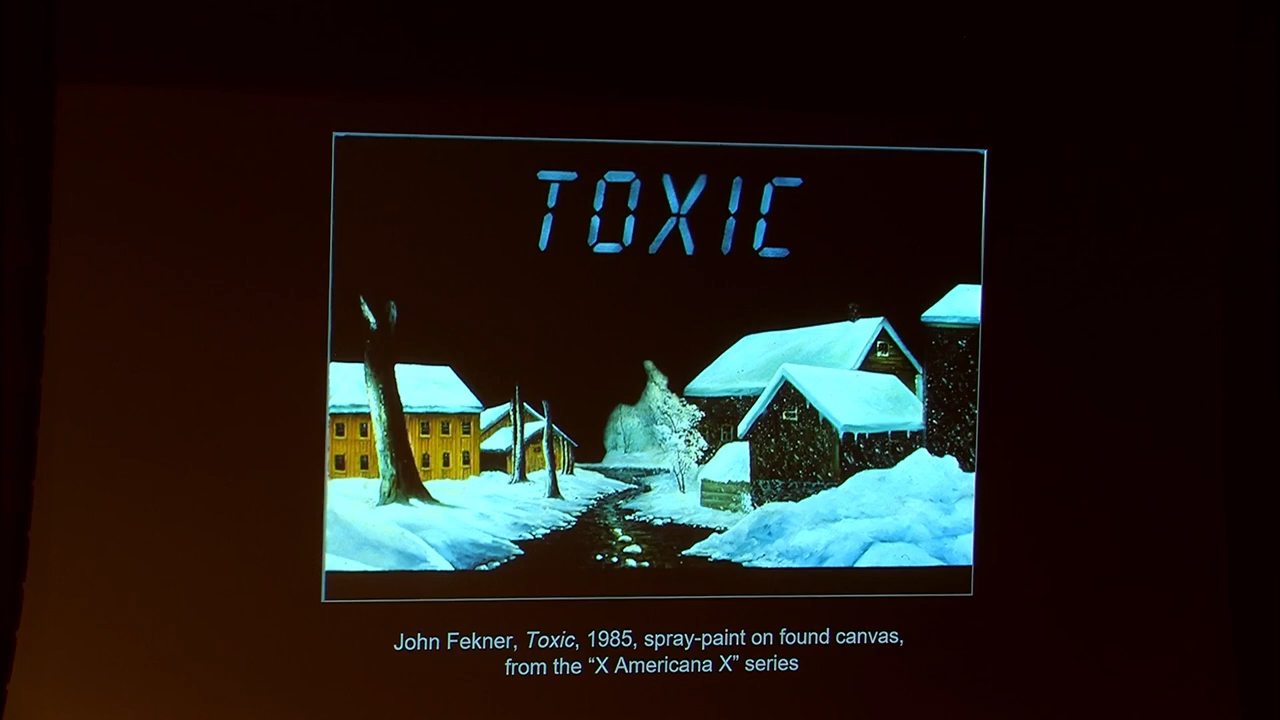 TOXIC
John Fekner, Toxic, 1985, spray-paint on found canvas,
from the “X Americana X” series